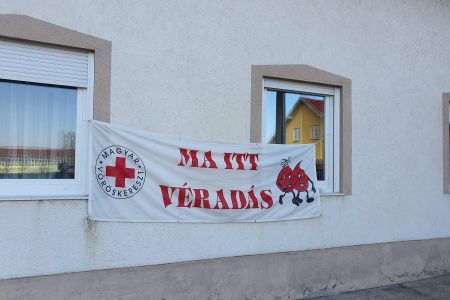 MAGYAR
VÖRÖSKERESZT
MA ITT
VÉRADÁS